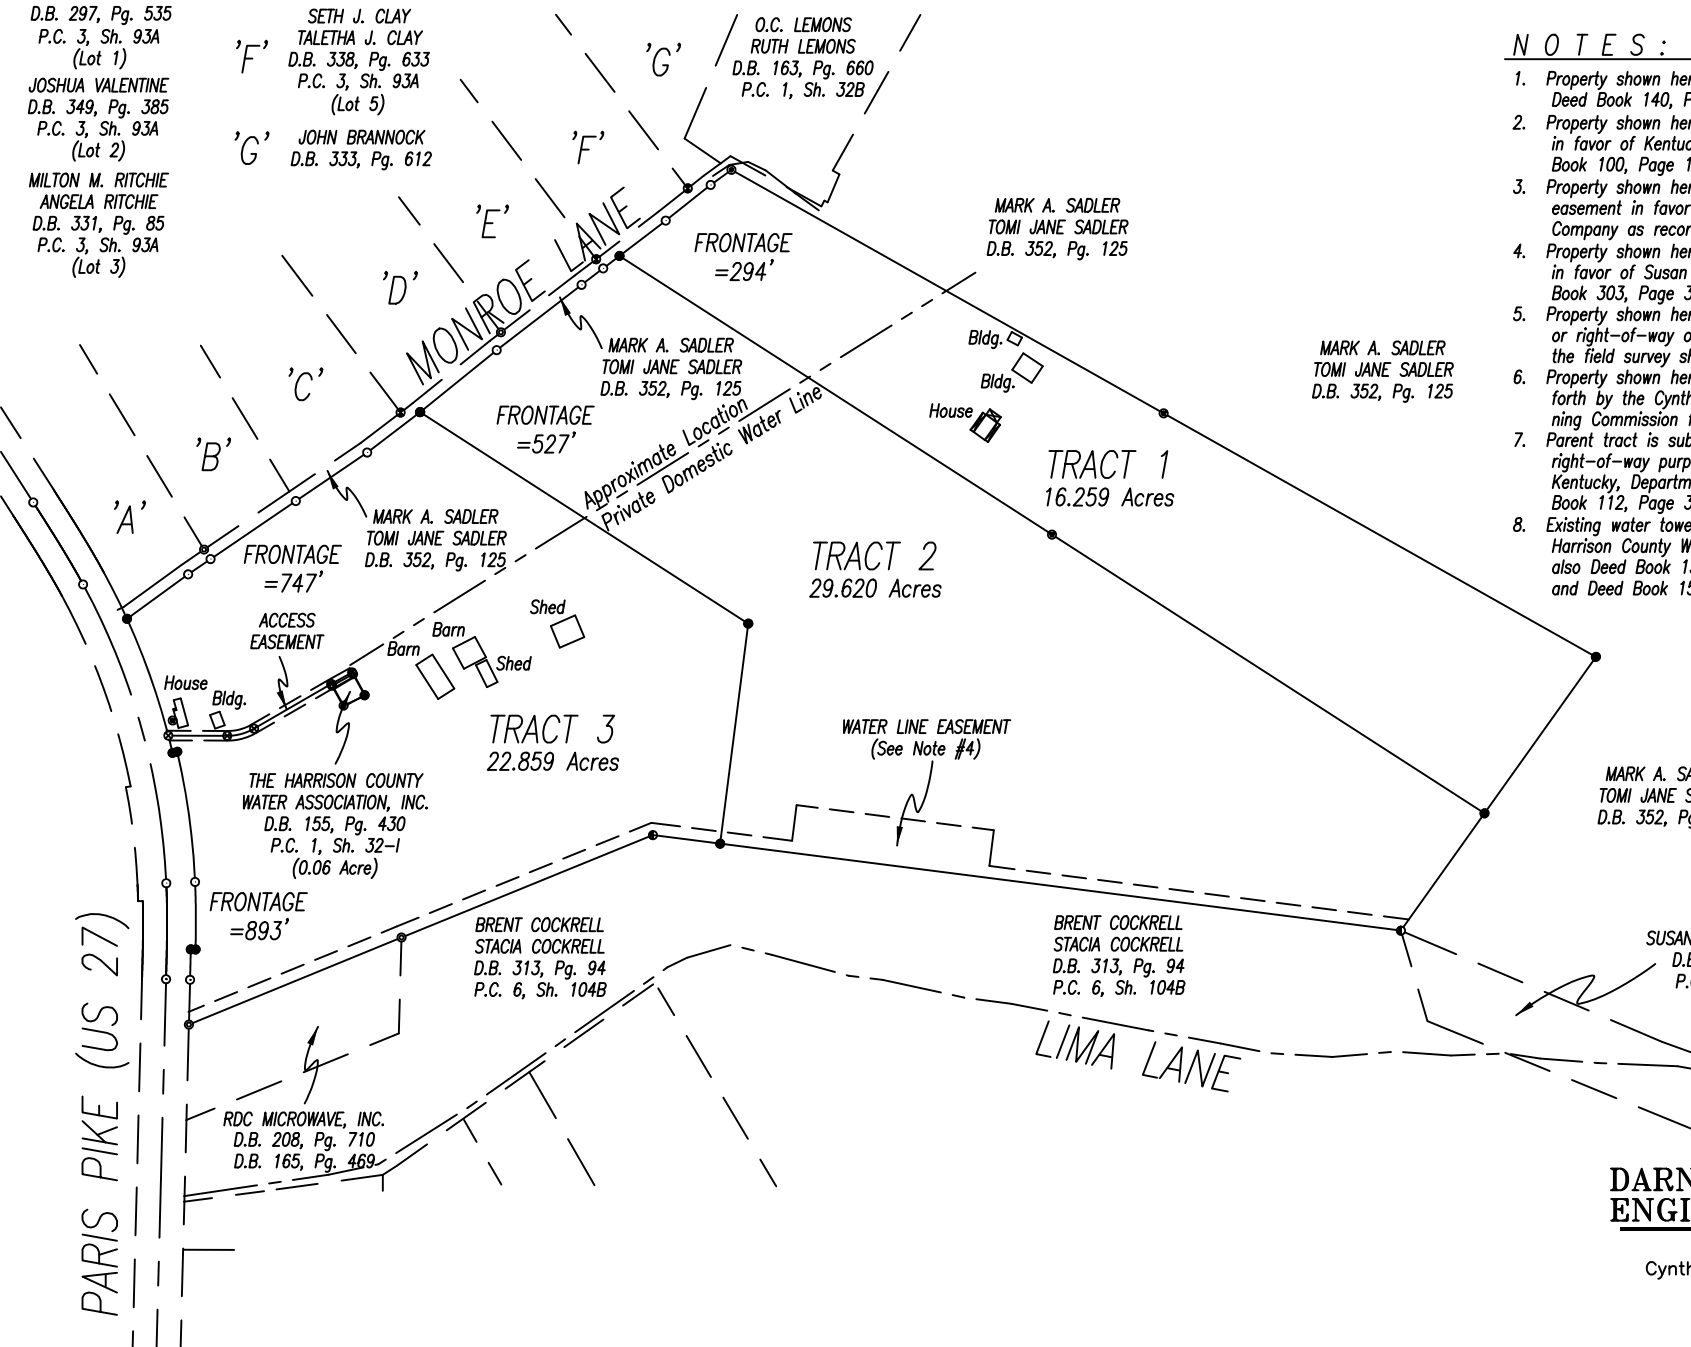 D.B. 297, Pg. 535
P.C. 3, Sh. 93A
(Lot 1)
JOSHUA VALENTINE
D.B. 349, Pg. 385
P.C. 3, Sh. 93A
(Lot 2)
MILTON M. RITCHIE
ANGELA RITCHIE
D.B. 331, Pg. 85
P.C. 3, Sh. 93A
(Lot 3)
'F'
SETH J. CLAY
TALETHA J. CLAY
D.B. 338, Pg. 633
P.C. 3, Sh. 93A
(Lot 5)
'G'
JOHN BRANNOCK
D.B. 333, Pg. 612
'G'
'F'
'E'
'D'
'C'
'B'
'A'
O.C. LEMONS
RUTH LEMONS
D.B. 163, Pg. 660
P.C. 1, Sh. 32B
MONROE LANE
FRONTAGE
=294'
MARK A. SADLER
TOMI JANE SADLER
D.B. 352, Pg. 125
MARK A. SADLER
TOMI JANE SADLER
D.B. 352, Pg. 125
MARK A. SADLER
TOMI JANE SADLER
D.B. 352, Pg. 125
Bldg.
Bldg.
House
TRACT 1
16.259 Acres
FRONTAGE
=527'
Approximate Location
Private Domestic Water Line
MARK A. SADLER
TOMI JANE SADLER
D.B. 352, Pg. 125
FRONTAGE
=747'
TRACT 2
29.620 Acres
ACCESS
EASEMENT
Shed
Barn
Barn
Shed
House
Bldg.
TRACT 3
22.859 Acres
WATER LINE EASEMENT
(See Note #4)
THE HARRISON COUNTY
WATER ASSOCIATION, INC.
D.B. 155, Pg. 430
P.C. 1, Sh. 32-I
(0.06 Acre)
FRONTAGE
=893'
BRENT COCKRELL
STACIA COCKRELL
D.B. 313, Pg. 94
P.C. 6, Sh. 104B
BRENT COCKRELL
STACIA COCKRELL
D.B. 313, Pg. 94
P.C. 6, Sh. 104B
LIMA LANE
RDC MICROWAVE, INC.
D.B. 208, Pg. 710
D.B. 165, Pg. 469
PARIS PIKE (US 27)
NOTES:
1. Property shown her
Deed Book 140, P
2. Property shown her
in favor of Kentuc
Book 100, Page 1
3. Property shown her
easement in favor
Company as recor
4. Property shown her
in favor of Susan
Book 303, Page 3
5. Property shown her
or right-of-way o
the field survey sh
6. Property shown her
forth by the Cynth
ning Commission f
7. Parent tract is sub
right-of-way purp
Kentucky, Departm
Book 112, Page 3
8. Existing water towe
Harrison County W
also Deed Book 1
and Deed Book 15
MARK A. SA
TOMI JANE S
D.B. 352, Pg
SUSAN
D.B
P.
DARN
ENGI
Cynth